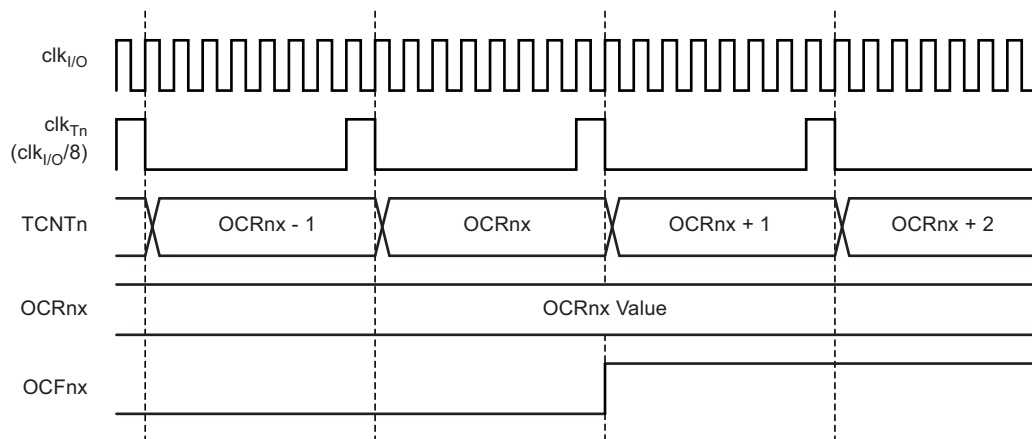 clkI/O
clkTn
(clkI/O/8)
TCNTn
OCRnx - 1
OCRnx
OCRnx + 1
OCRnx + 2
OCRnx
OCRnx Value
OCFnx